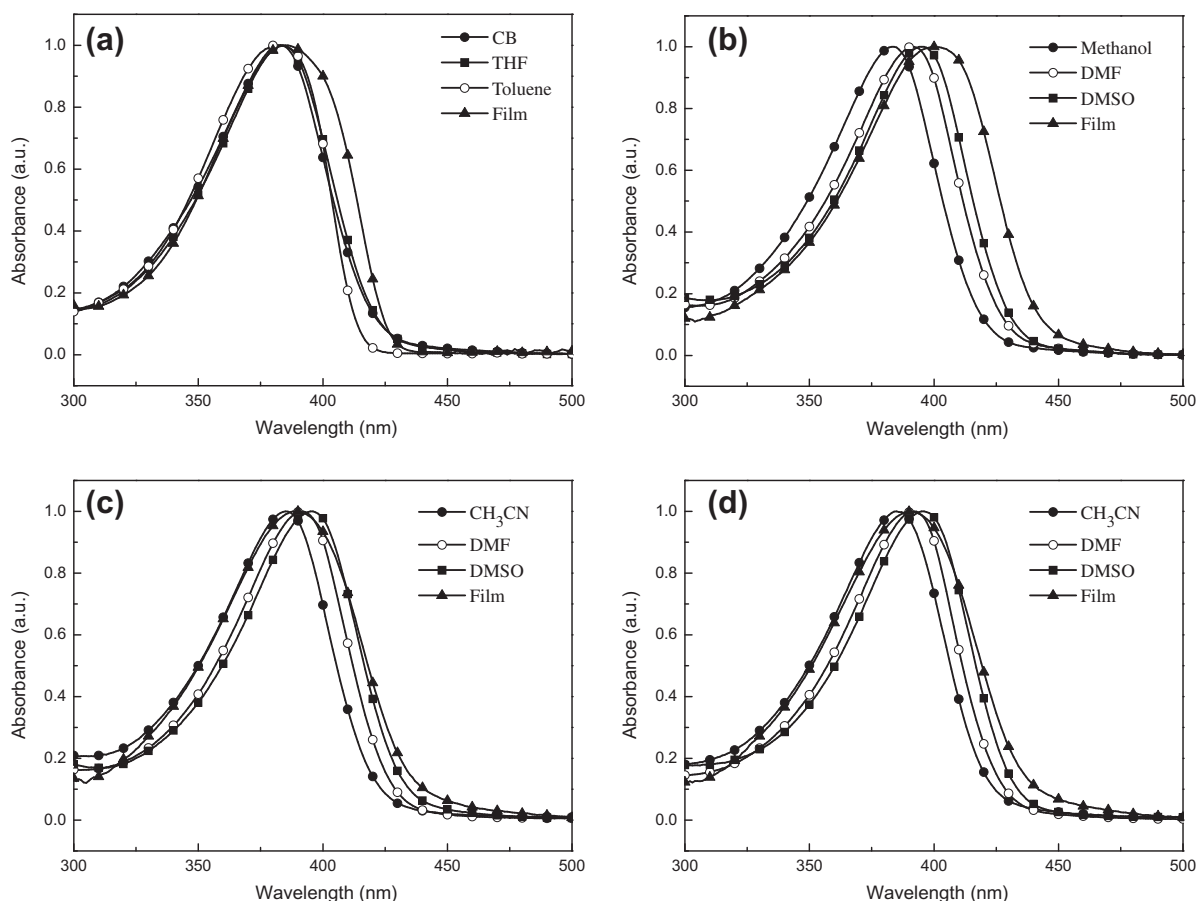 (a)
CB
THF
Toluene
Film
1.0
0.8
0.6
0.4
0.2
0.0
Absorbance (a.u.)
300 350 400 450 500
Wavelength (nm)
(b)
Methanol
DMF
DMSO
Film
1.0
0.8
0.6
0.4
0.2
0.0
Absorbance (a.u.)
300 350 400 450 500
Wavelength (nm)
(c)
CH₃CN
DMF
DMSO
Film
1.0
0.8
0.6
0.4
0.2
0.0
Absorbance (a.u.)
300 350 400 450 500
Wavelength (nm)
(d)
CH₃CN
DMF
DMSO
Film
1.0
0.8
0.6
0.4
0.2
0.0
Absorbance (a.u.)
300 350 400 450 500
Wavelength (nm)